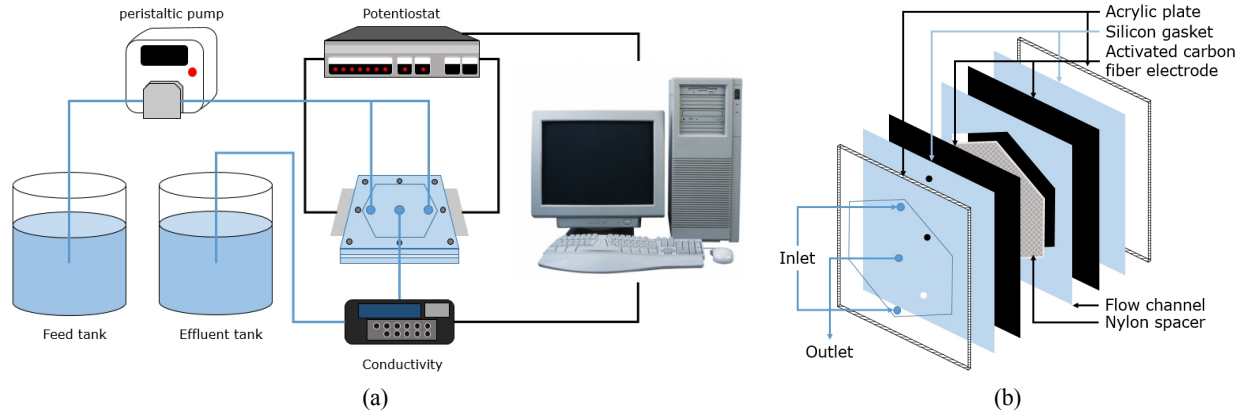 peristaltic pump
Potentiostat
Feed tank
Effluent tank
Conductivity
(a)
Acrylic plate
Silicon gasket
Activated carbon
fiber electrode
Inlet
Outlet
Flow channel
Nylon spacer
(b)